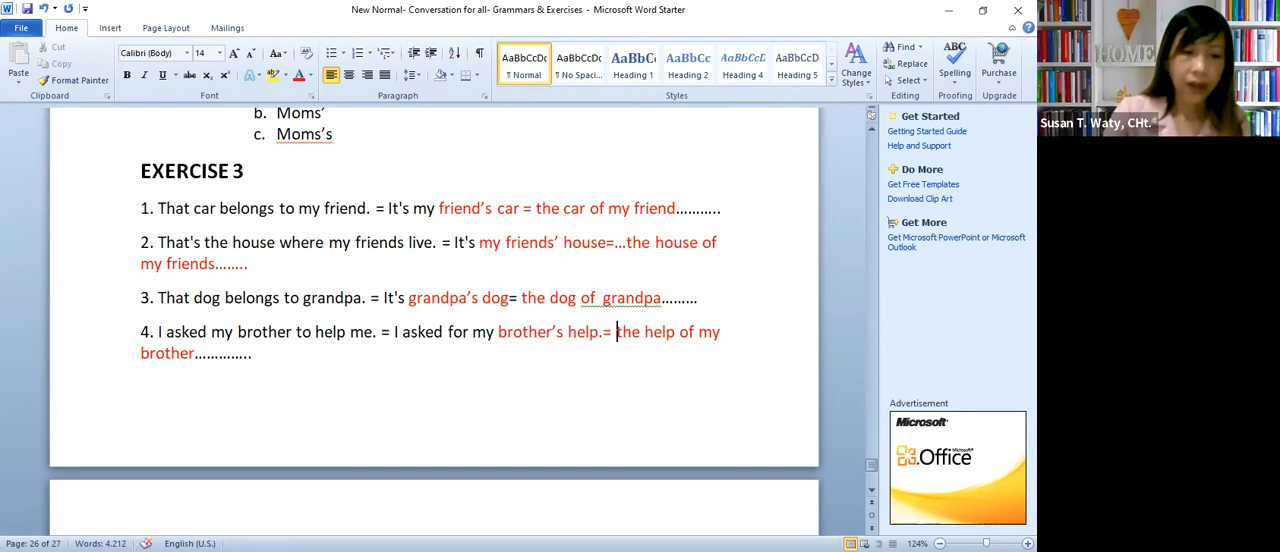 New Normal- Conversation for all- Grammars & Exercises - Microsoft Word Starter
File Home Insert Page Layout Mailings
Paste
Cut
Copy
Format Painter
Clipboard
Calibri (Body) 14
Font
Paragraph
AaBbCcDc AaBbCcDc AaBbCc AaBbCc AaBbCcDc AaBbCcDc
¶ Normal ¶ No Spaci... Heading 1 Heading 2 Heading 4 Heading 5
Styles
Change Styles
Find
Replace
Select
Editing
Spelling
Proofing
Purchase
Upgrade
HOME
Susan T. Waty, CHt.
b. Moms'
c. Moms's
EXERCISE 3
1. That car belongs to my friend. = It's my friend's car = the car of my friend………..
2. That's the house where my friends live. = It's my friends' house=…the house of
my friends……..
3. That dog belongs to grandpa. = It's grandpa's dog= the dog of grandpa………
4. I asked my brother to help me. = I asked for my brother's help.= the help of my
brother…………..
Get Started
Getting Started Guide
Help and Support
Do More
Get Free Templates
Download Clip Art
Get More
Get Microsoft PowerPoint or Microsoft
Outlook
Advertisement
Microsoft
Microsoft
Office
Page: 26 of 27 Words: 4.212 English (U.S.) 124%